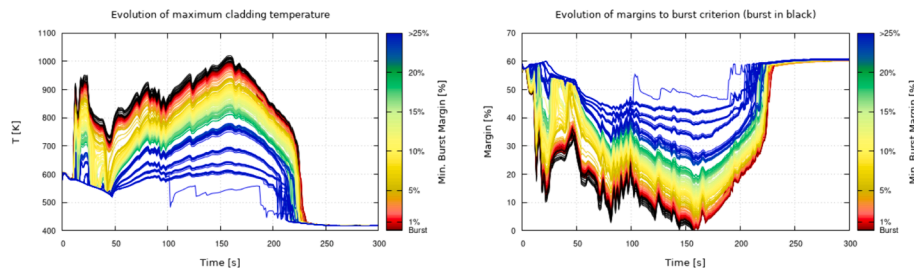 Evolution of maximum cladding temperature
1100
1000
900
800
700
600
500
400
T [K]
0 50 100 150 200 250 300
Time [s]
>25%
20%
15%
10%
5%
1%
Burst
Min. Burst Margin [%]
Evolution of margins to burst criterion (burst in black)
70
60
50
40
30
20
10
0
Margin [%]
0 50 100 150 200 250 300
Time [s]
>25%
20%
15%
10%
5%
1%
Burst
Min. Burst Margin [%]